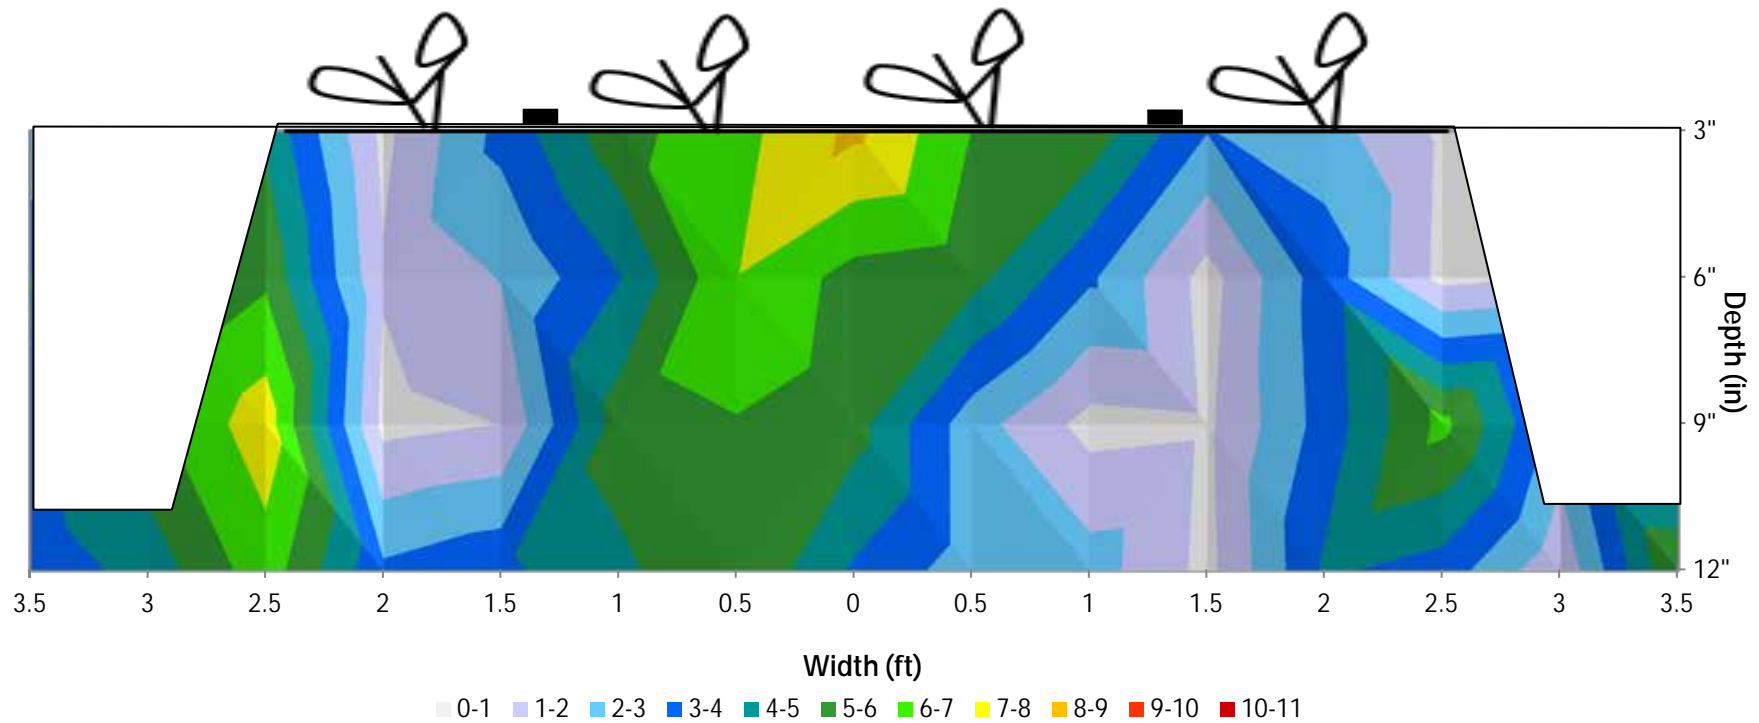 3"
6"
9"
12"
Depth (in)
3.5 3 2.5 2 1.5 1 0.5 0 0.5 1 1.5 2 2.5 3 3.5
Width (ft)
0-1 1-2 2-3 3-4 4-5 5-6 6-7 7-8 8-9 9-10 10-11